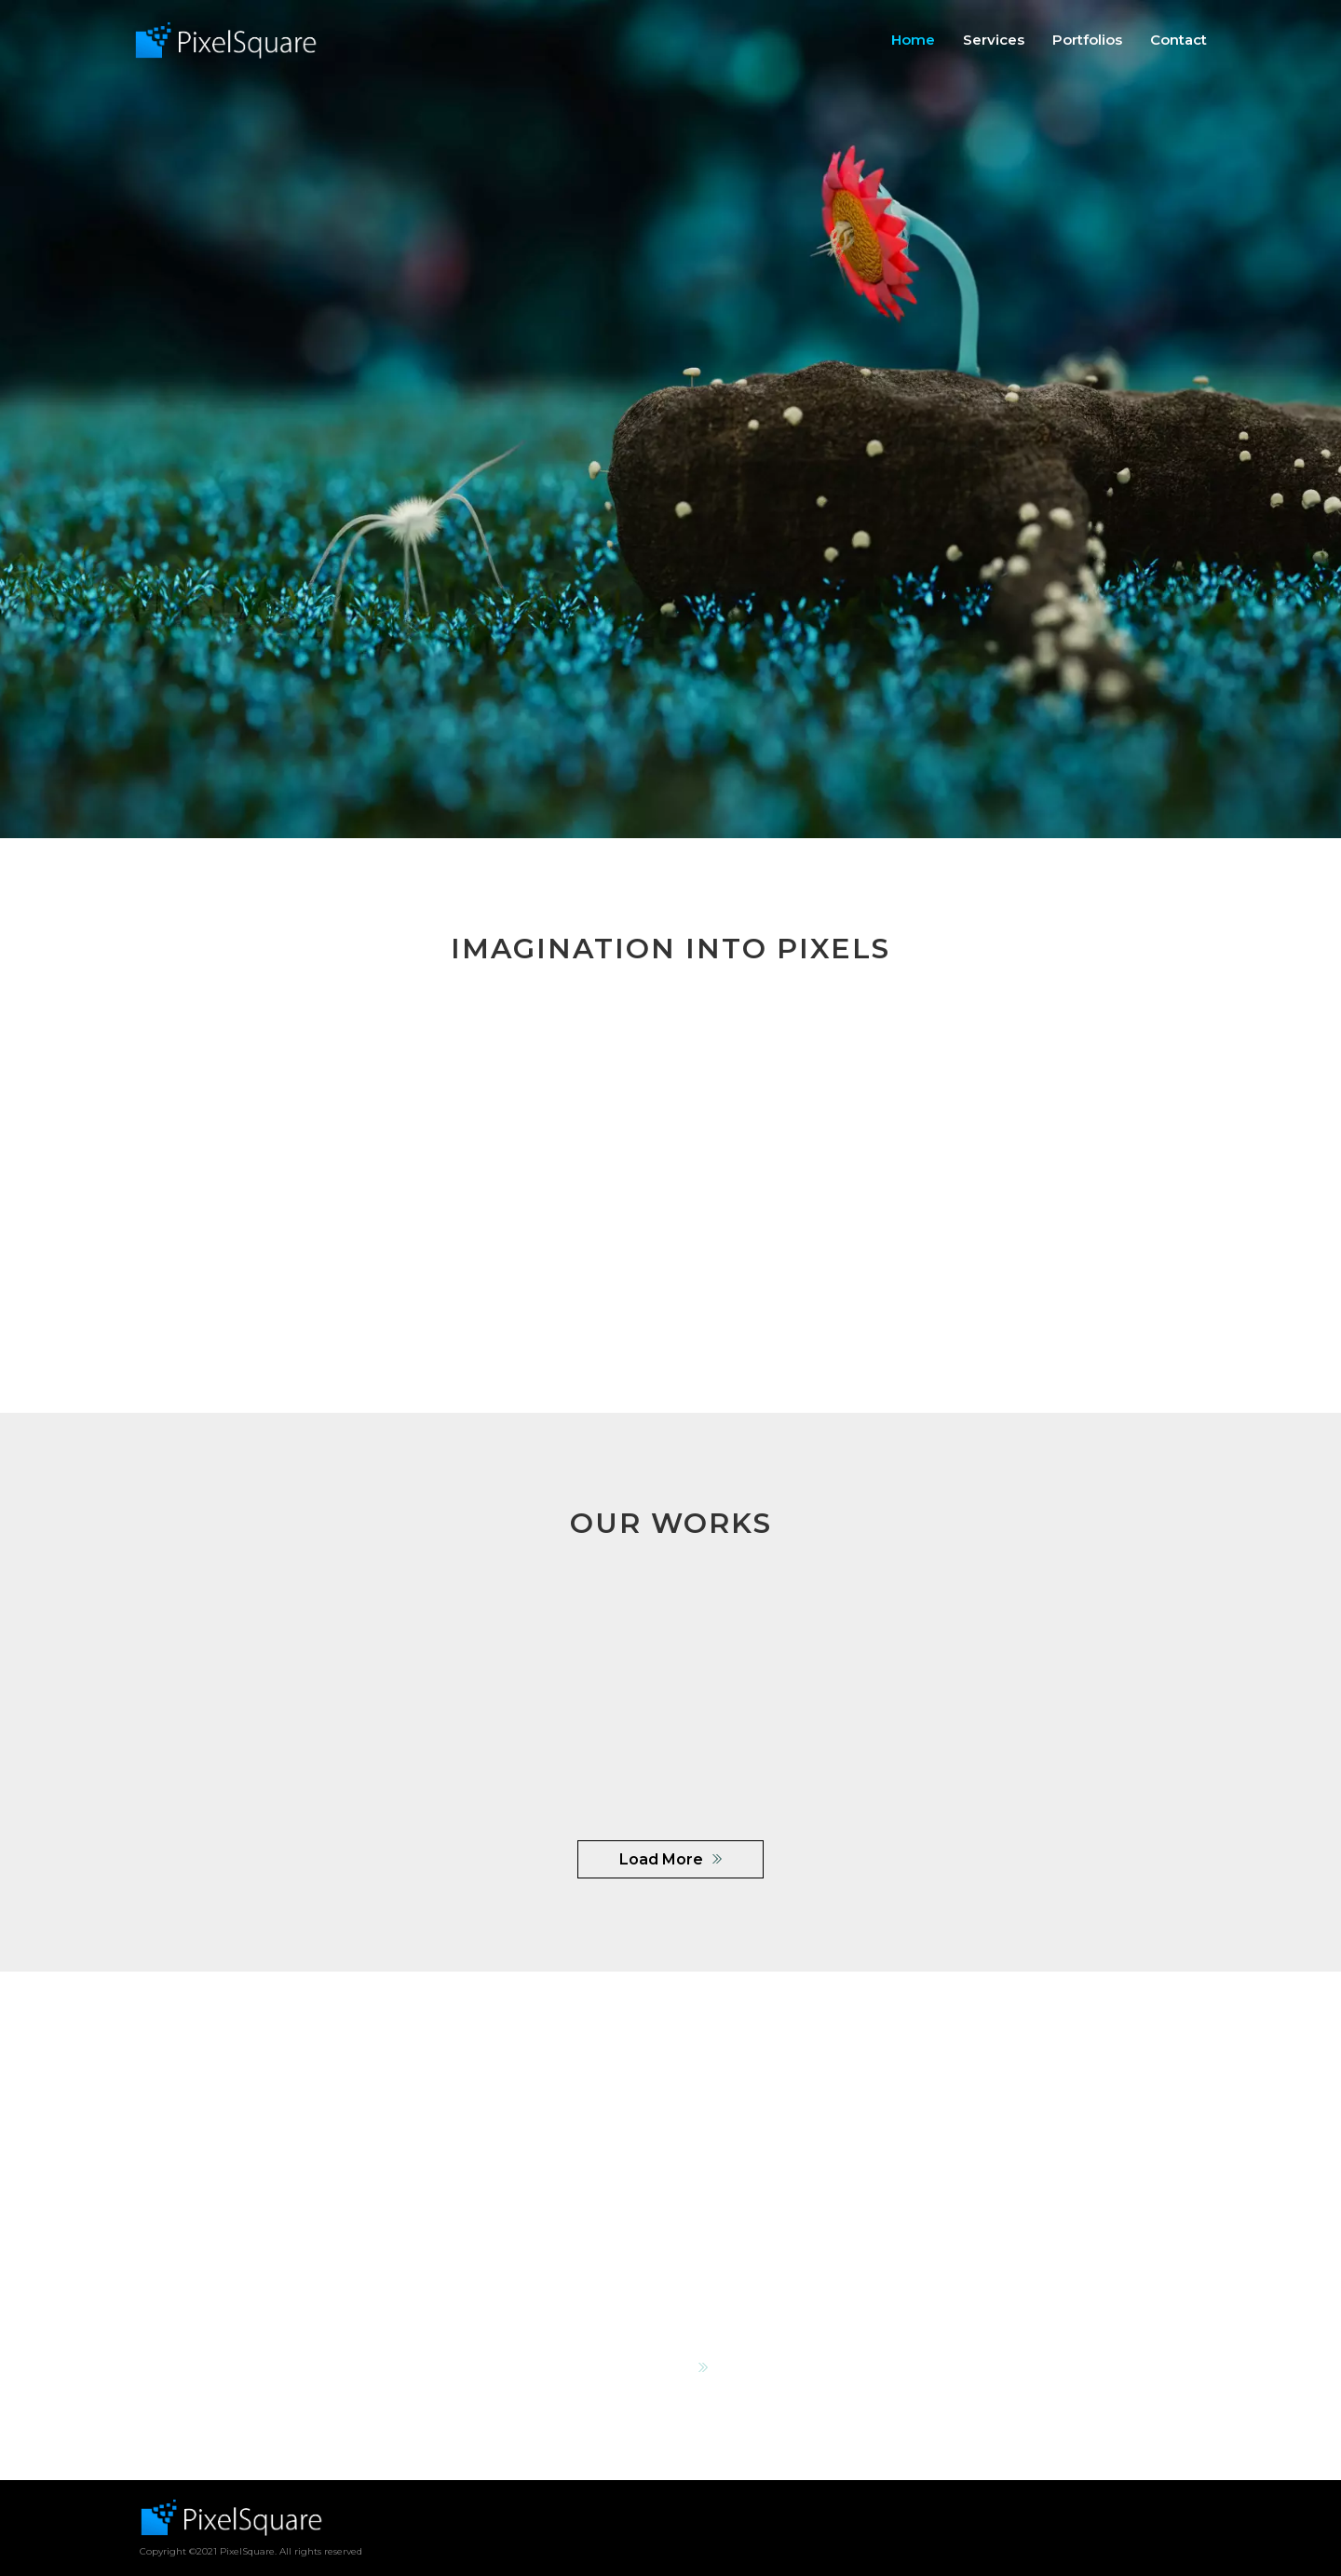 PixelSquare
Home Services Portfolios Contact
IMAGINATION INTO PIXELS
OUR WORKS
Load More
PixelSquare
Copyright ©2021 PixelSquare. All rights reserved